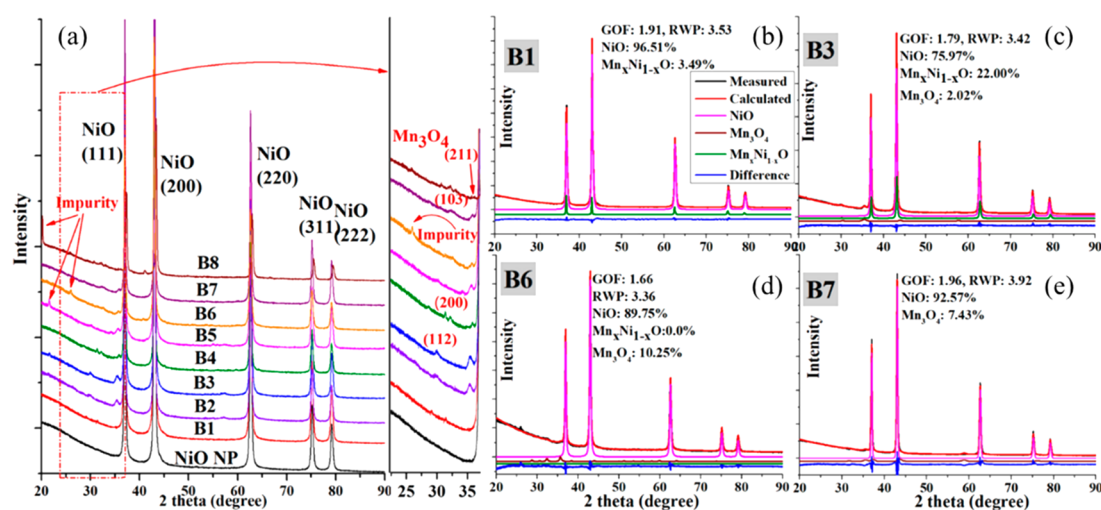 (a)
Intensity
NiO
(111)
NiO
(200)
NiO
(220)
NiO
(311)
NiO
(222)
Impurity
B8
B7
B6
B5
B4
B3
B2
B1
NiO NP
20 30 40 50 60 65 70 75 80 85 90
2 theta (degree)
Mn3O4
(211)
(103)
Impurity
(200)
(112)
25 31 35 36
B1
(b)
GOF: 1.91, RWP: 3.53
NiO: 96.51%
MnxNi1-xO: 3.49%
Measured
Calculated
NiO
Mn3O4
MnxNi1-xO
Difference
Intensity
20 30 40 50 60 70 80 90
B3
(c)
GOF: 1.79, RWP: 3.42
NiO: 75.97%
MnxNi1-xO: 22.00%
Mn3O4: 2.02%
Intensity
20 30 40 50 60 70 80 90
B6
(d)
GOF: 1.66
RWP: 3.36
NiO: 89.75%
MnxNi1-xO:0.0%
Mn3O4: 10.25%
Intensity
20 30 40 50 60 70 80 90
2 theta (degree)
B7
(e)
GOF: 1.96, RWP: 3.92
NiO: 92.57%
Mn3O4: 7.43%
Intensity
20 30 40 50 60 70 80 90
2 theta (degree)